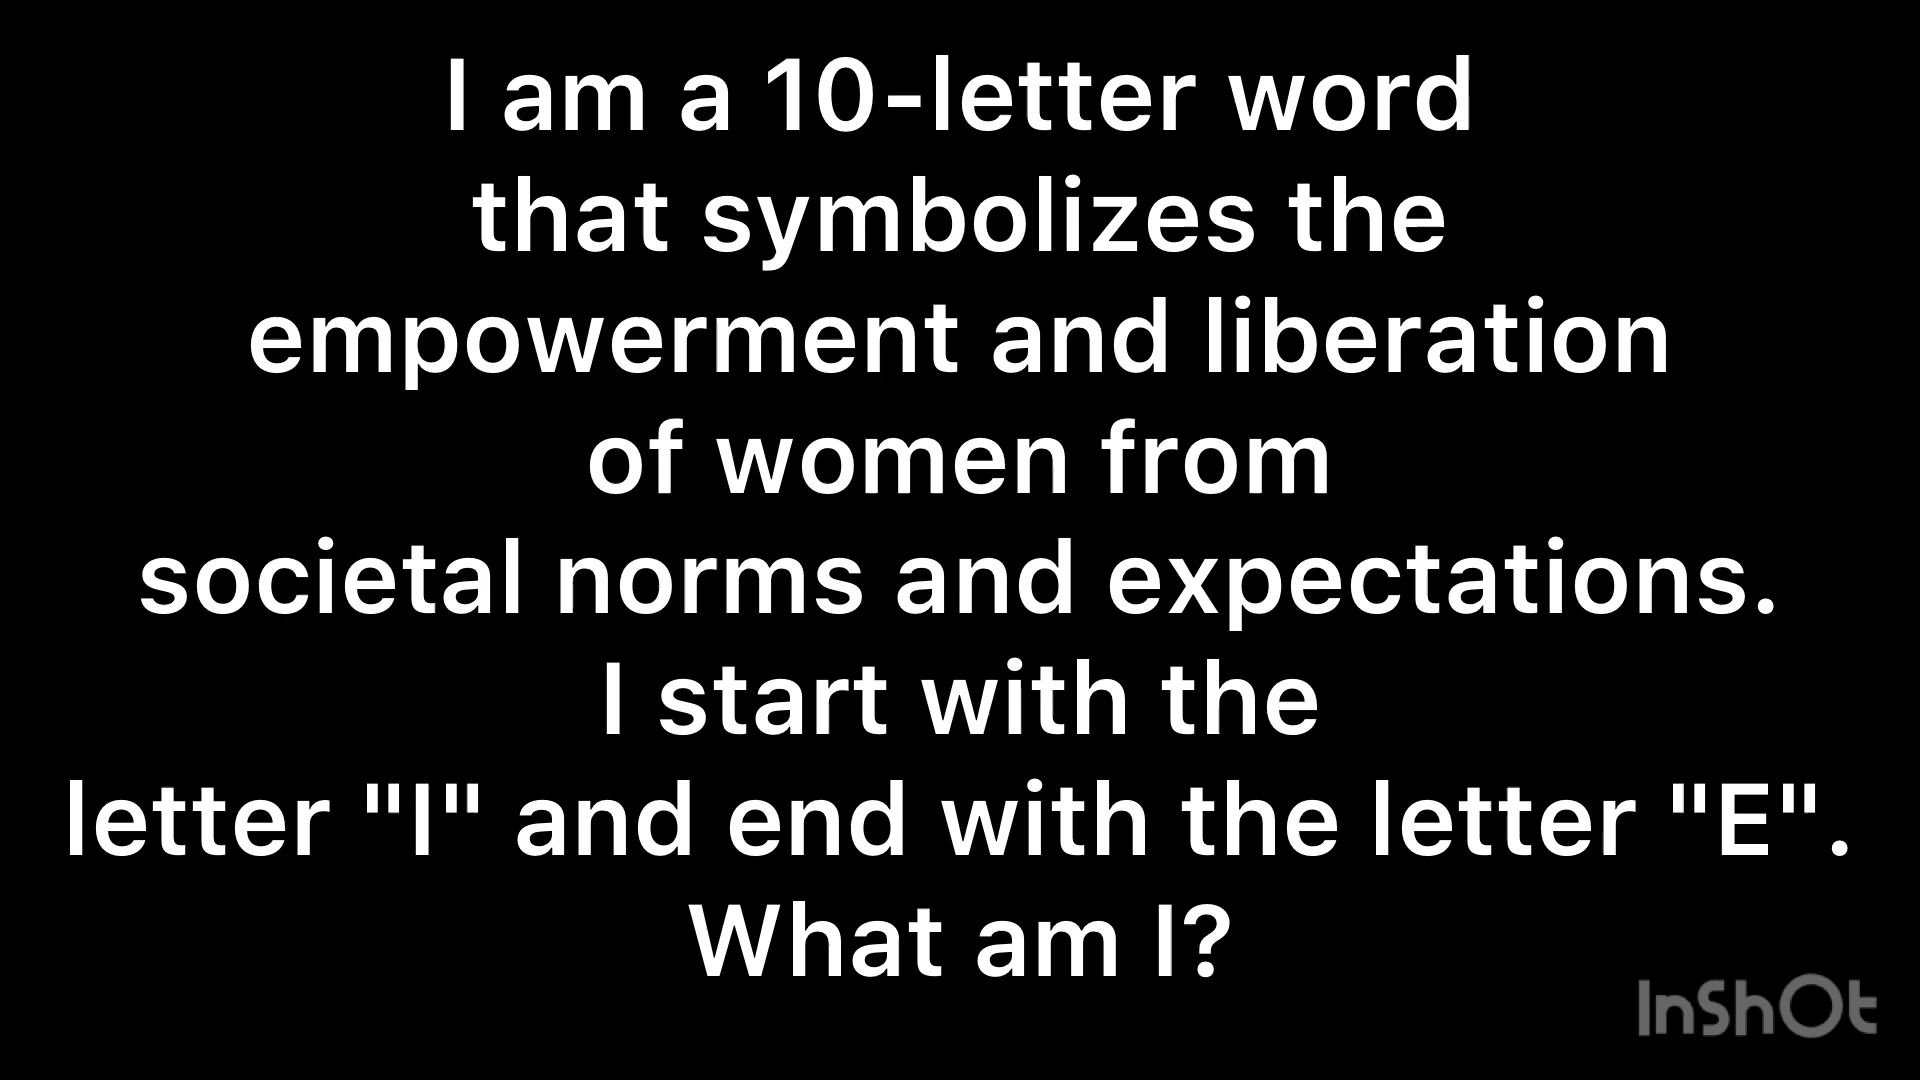 I am a 10-letter word
that symbolizes the
empowerment and liberation
of women from
societal norms and expectations.
I start with the
letter "I" and end with the letter "E".
What am I?
InShOt